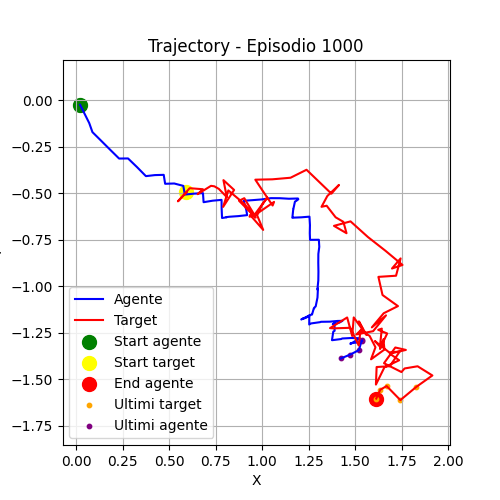 Trajectory - Episodio 1000
0.00
−0.25
−0.50
−0.75
−1.00
−1.25
−1.50
−1.75
Agente
Target
Start agente
Start target
End agente
Ultimi target
Ultimi agente
0.00 0.25 0.50 0.75 1.00 1.25 1.50 1.75 2.00
X